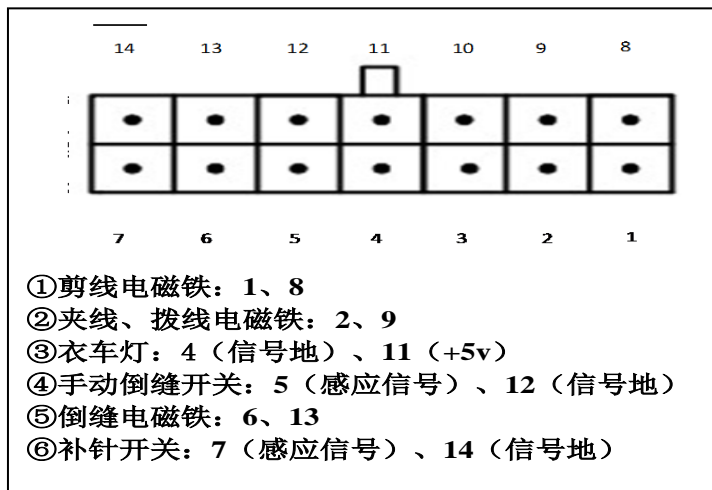 14 13 12 11 10 9 8
7 6 5 4 3 2 1
①剪线电磁铁：1、8
②夹线、拨线电磁铁：2、9
③衣车灯：4（信号地）、11（+5v）
④手动倒缝开关：5（感应信号）、12（信号地）
⑤倒缝电磁铁：6、13
⑥补针开关：7（感应信号）、14（信号地）